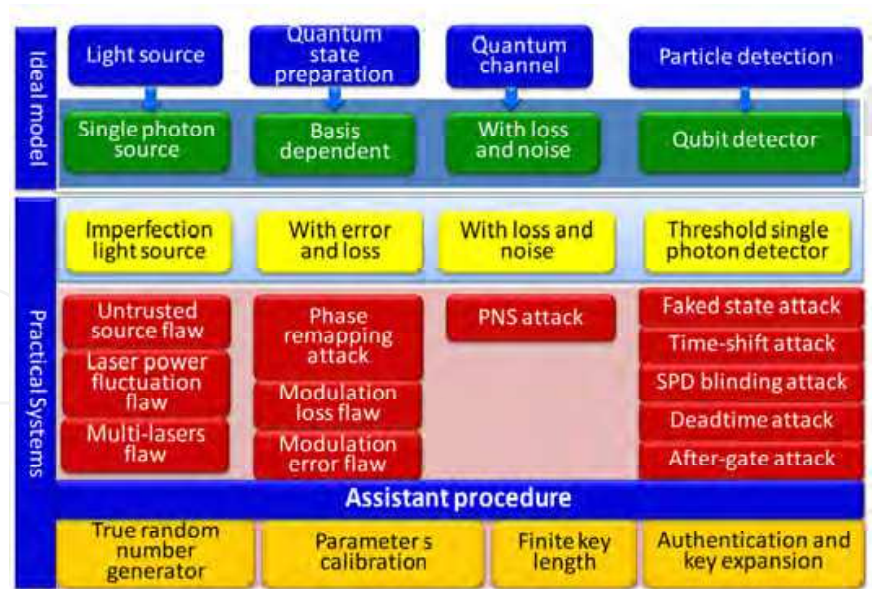 Ideal model
Light source
Quantum
state
preparation
Quantum
channel
Particle detection
Single photon
source
Basis
dependent
With loss
and noise
Qubit detector
Practical Systems
Imperfection
light source
With error
and loss
With loss and
noise
Threshold single
photon detector
Untrusted
source flaw
Laser power
fluctuation
flaw
Multi-lasers
flaw
Phase
remapping
attack
Modulation
loss flaw
Modulation
error flaw
PNS attack
Faked state attack
Time-shift attack
SPD blinding attack
Deadtime attack
After-gate attack
Assistant procedure
True random
number
generator
Parameter s
calibration
Finite key
length
Authentication and
key expansion